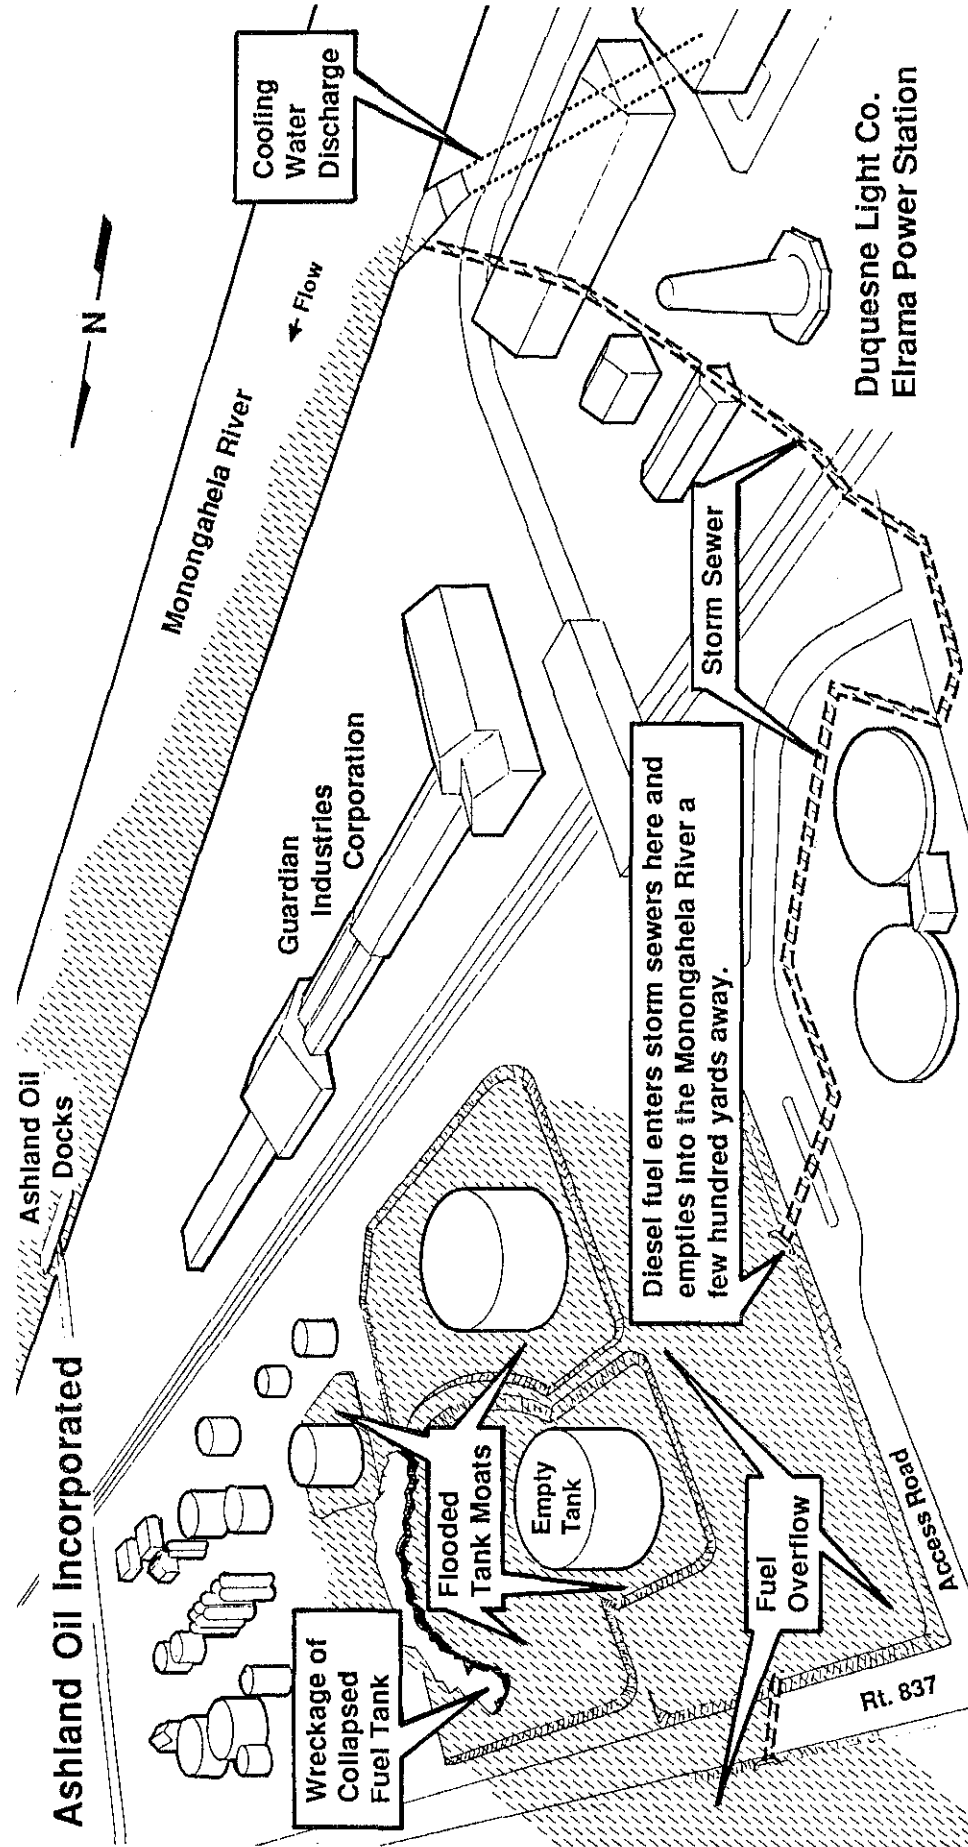 Ashland Oil Incorporated
Ashland Oil
Docks
Monongahela River
Flow
N
Cooling
Water
Discharge
Guardian
Industries
Corporation
Wreckage of
Collapsed
Fuel Tank
Flooded
Tank Moats
Empty
Tank
Fuel
Overflow
Diesel fuel enters storm sewers here and
empties into the Monongahela River a
few hundred yards away.
Storm Sewer
Duquesne Light Co.
Elrama Power Station
Rt. 837
Access Road